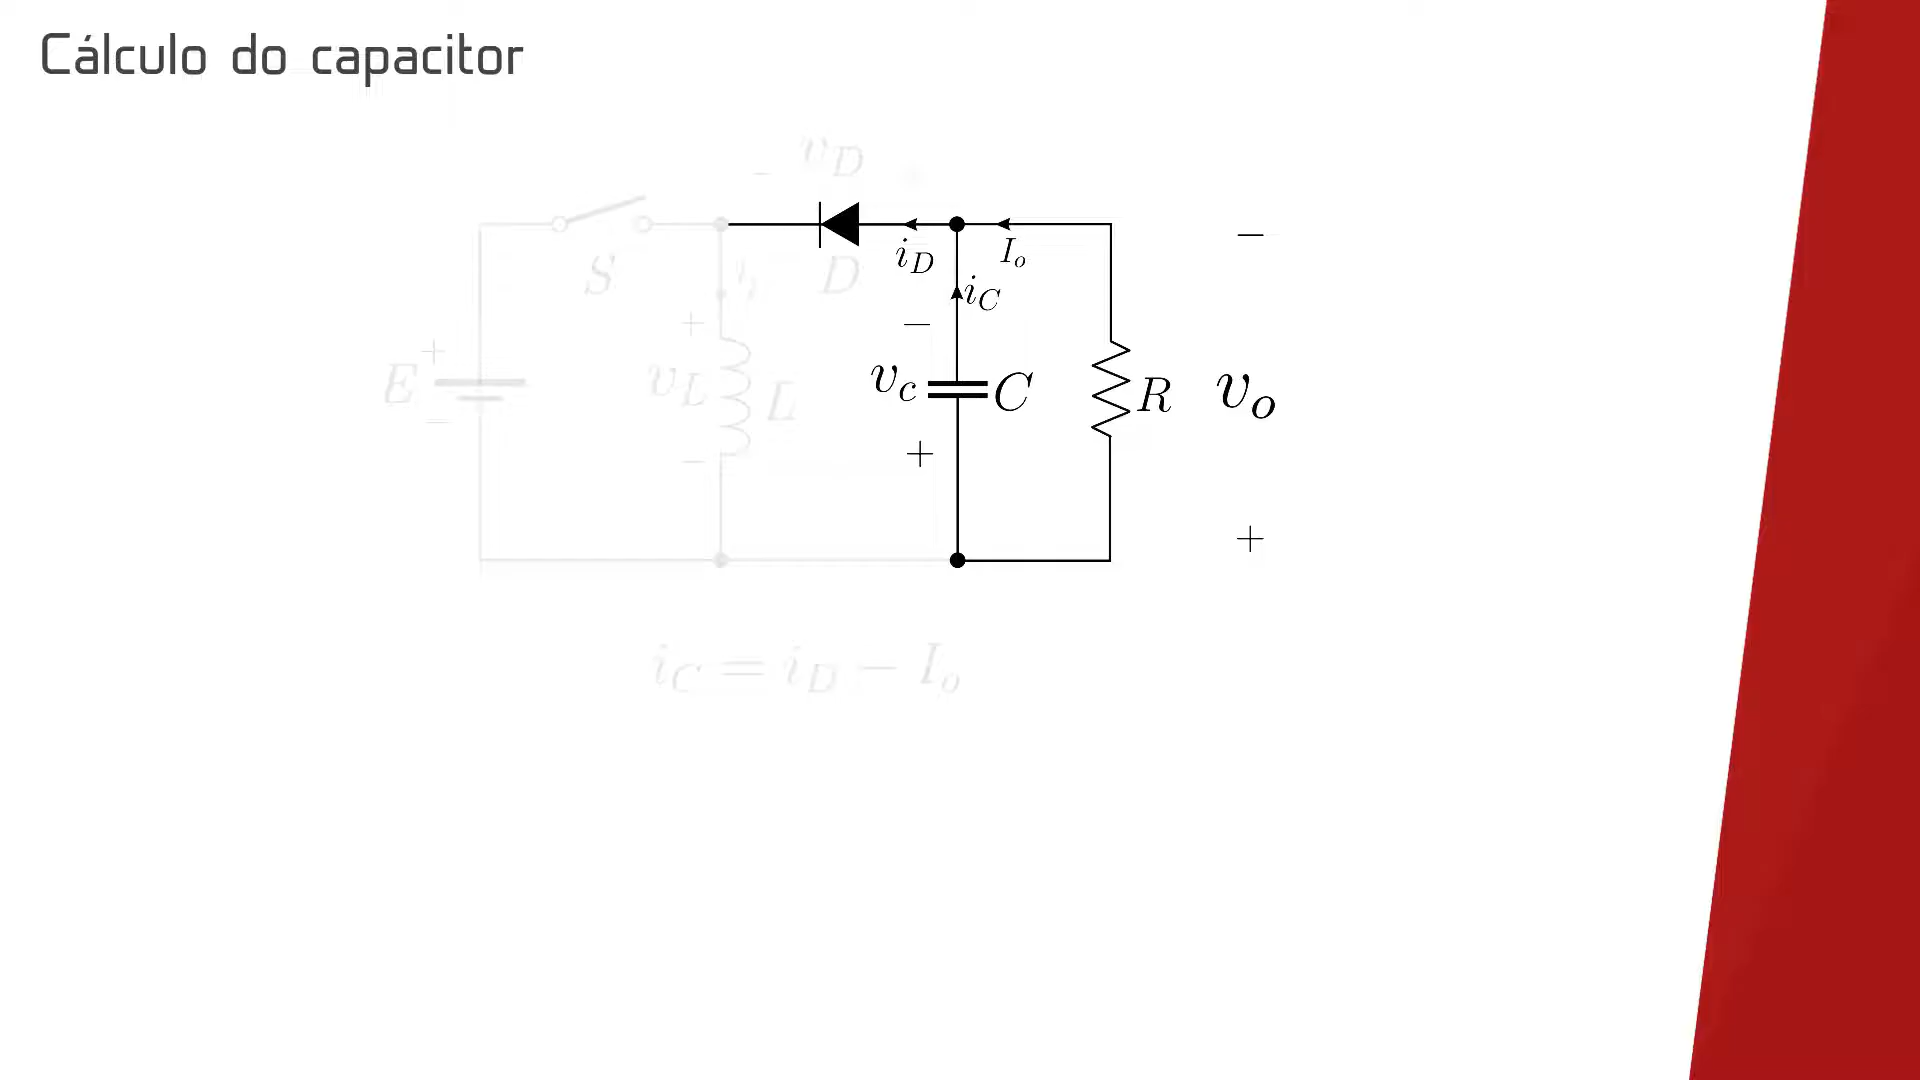 Cálculo do capacitor
− v_D
i_D I_o −
S D
i_C
+ −
+
E v_L L v_c C R v_o
−
− +
+
i_C = i_D − I_o